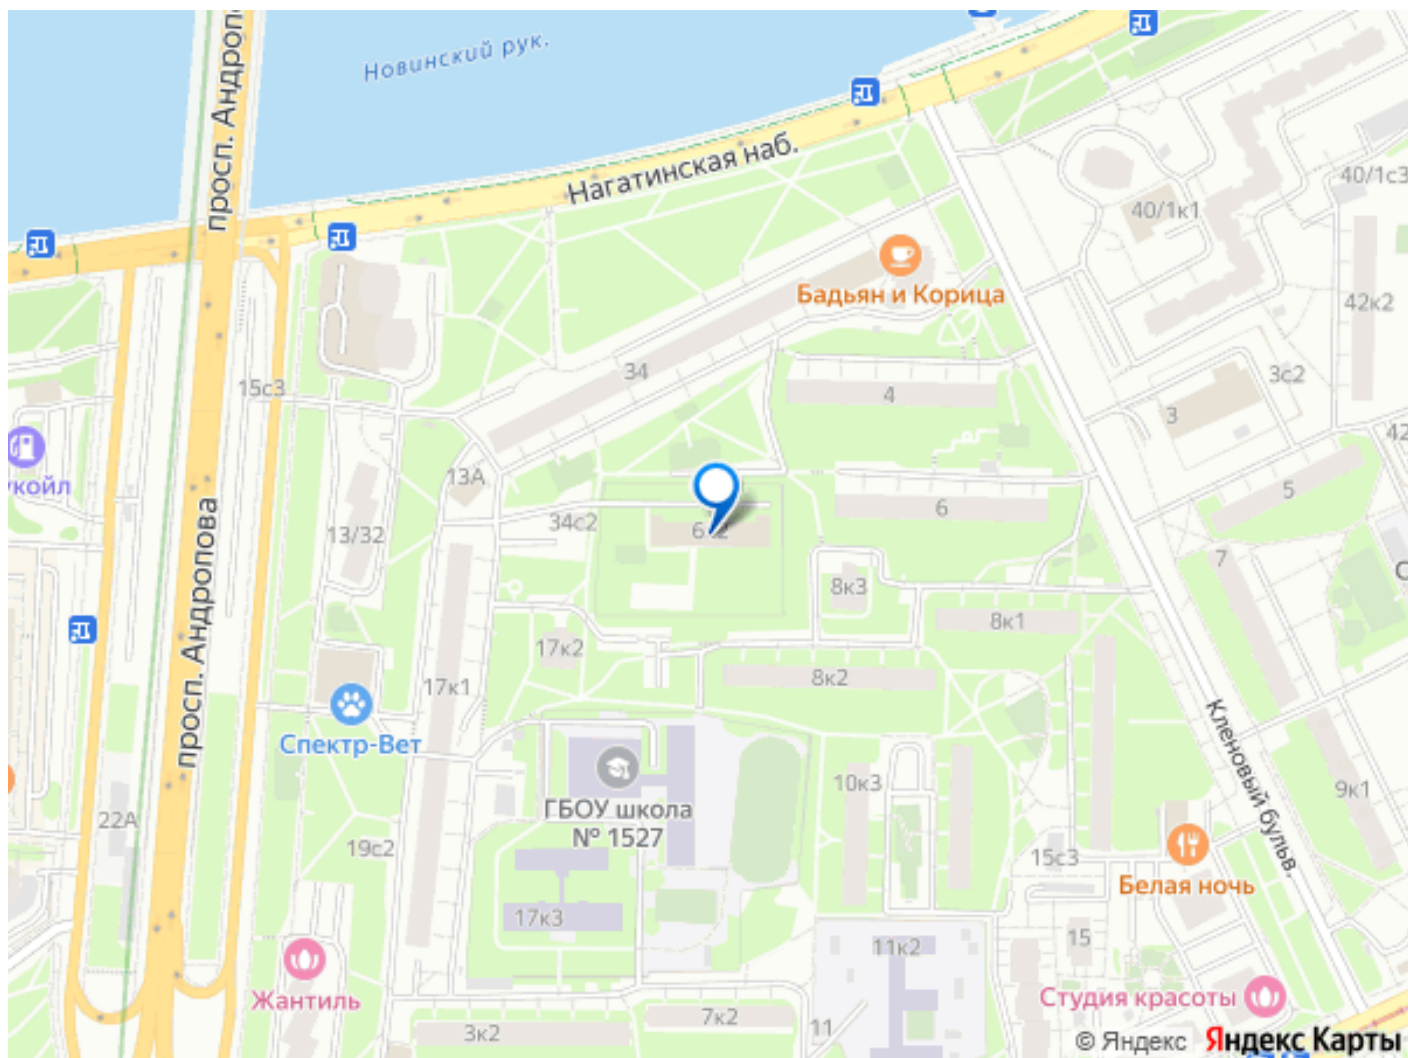 Новинский рук.
просп. Андропо
Нагатинская наб.
40/1с3
40/1к1
Бадьян и Корица
42к2
34
15с3
4
3с2
3
42
укойл
13А
5
6
34с2
13/32
7
С
8к3
8к1
17к2
8к2
17к1
просп. Андропова
Кленовый бульв.
Спектр-Вет
10к3
9к1
ГБОУ школа
№ 1527
22А
19с2
15с3
Белая ночь
17к3
15
11к2
Жантиль
Студия красоты
7к2
11
3к2
© Яндекс Яндекс Карты